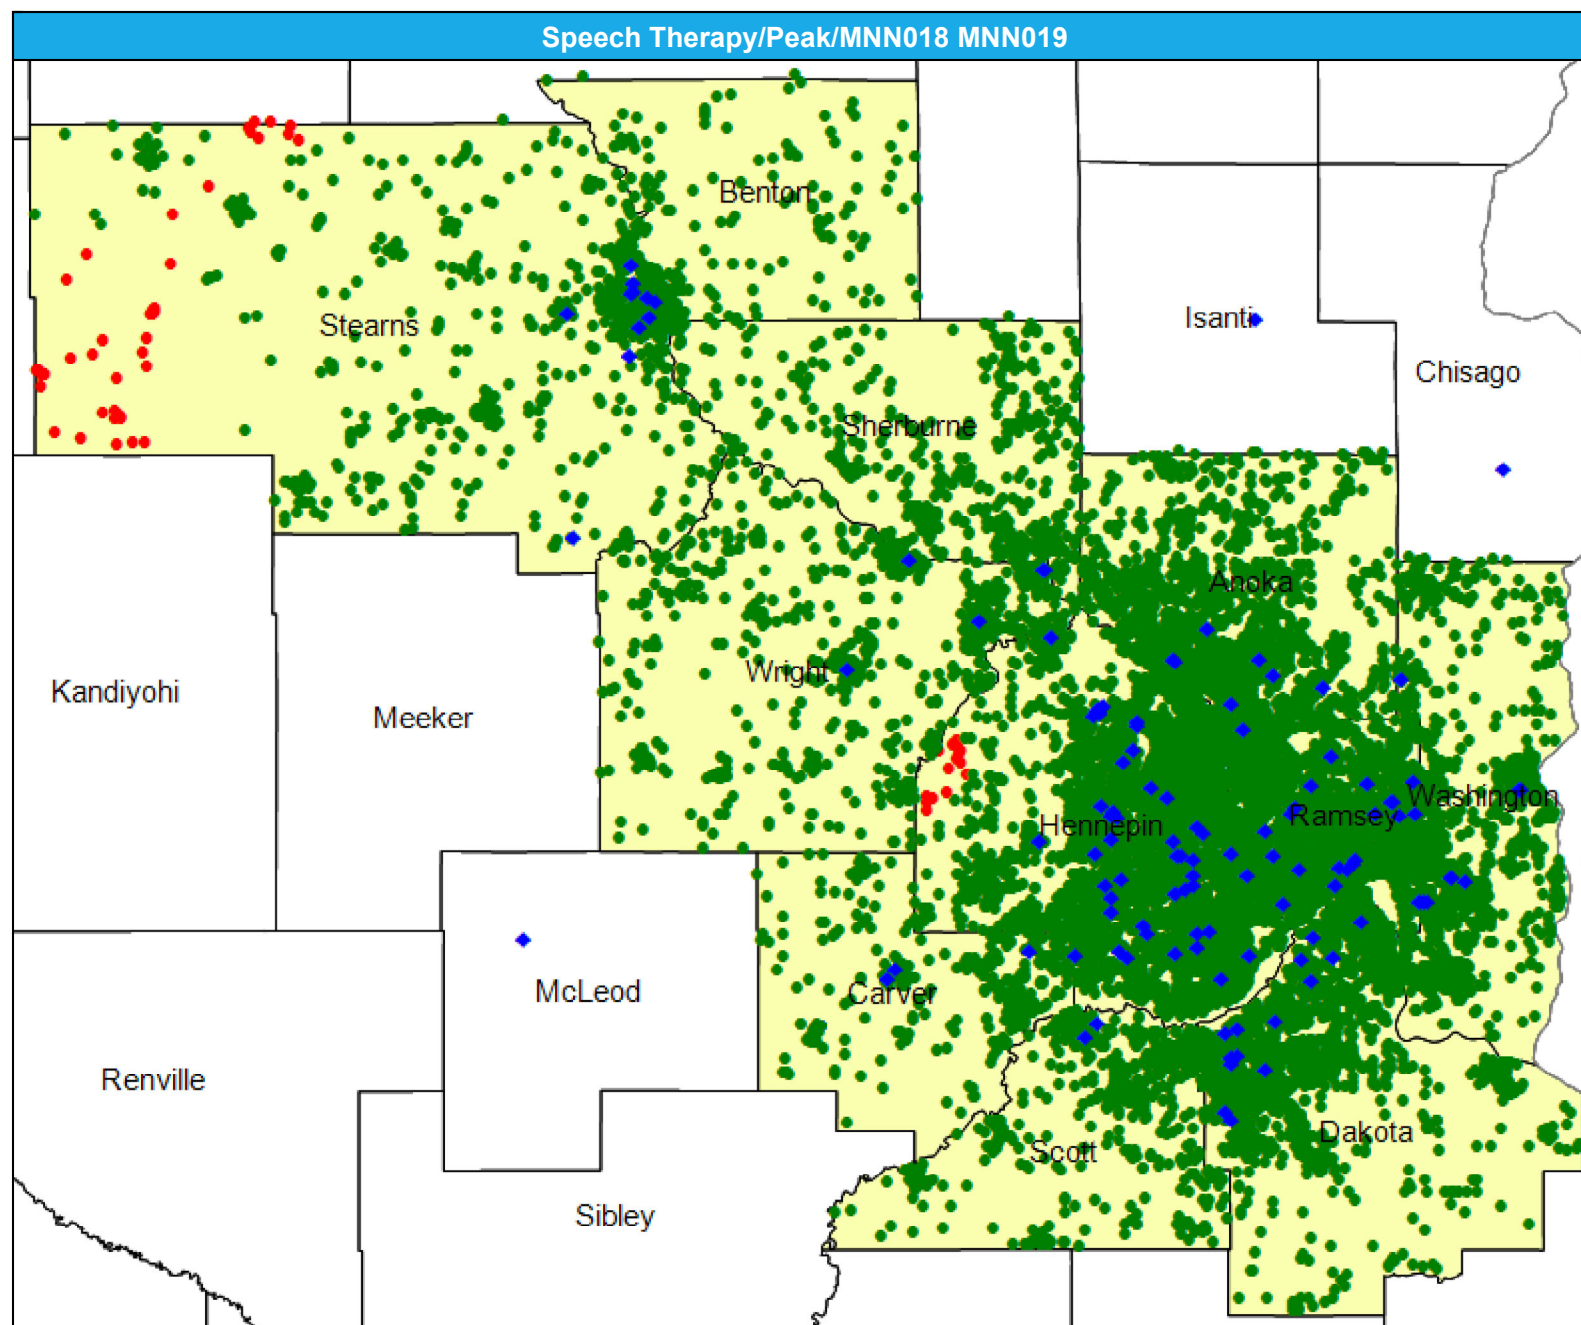 Speech Therapy/Peak/MNN018 MNN019
Benton
Isanti
Stearns
Chisago
Sherburne
Anoka
Wright
Kandiyohi
Meeker
Washington
Ramsey
Hennepin
McLeod
Carver
Renville
Dakota
Scott
Sibley